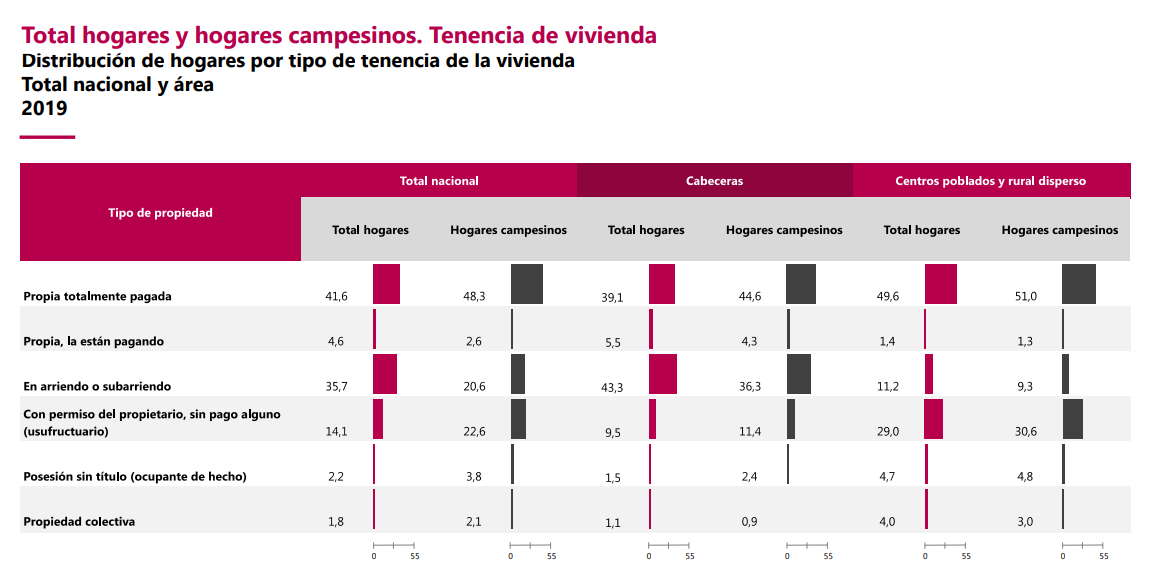 Total hogares y hogares campesinos. Tenencia de vivienda
Distribución de hogares por tipo de tenencia de la vivienda
Total nacional y área
2019
Tipo de propiedad
Total nacional
Cabeceras
Centros poblados y rural disperso
Total hogares Hogares campesinos Total hogares Hogares campesinos Total hogares Hogares campesinos
Propia totalmente pagada 41,6 48,3 39,1 44,6 49,6 51,0
Propia, la están pagando 4,6 2,6 5,5 4,3 1,4 1,3
En arriendo o subarriendo 35,7 20,6 43,3 36,3 11,2 9,3
Con permiso del propietario, sin pago alguno
(usufructuario) 14,1 22,6 9,5 11,4 29,0 30,6
Posesión sin título (ocupante de hecho) 2,2 3,8 1,5 2,4 4,7 4,8
Propiedad colectiva 1,8 2,1 1,1 0,9 4,0 3,0
0 55 0 55 0 55 0 55 0 55 0 55